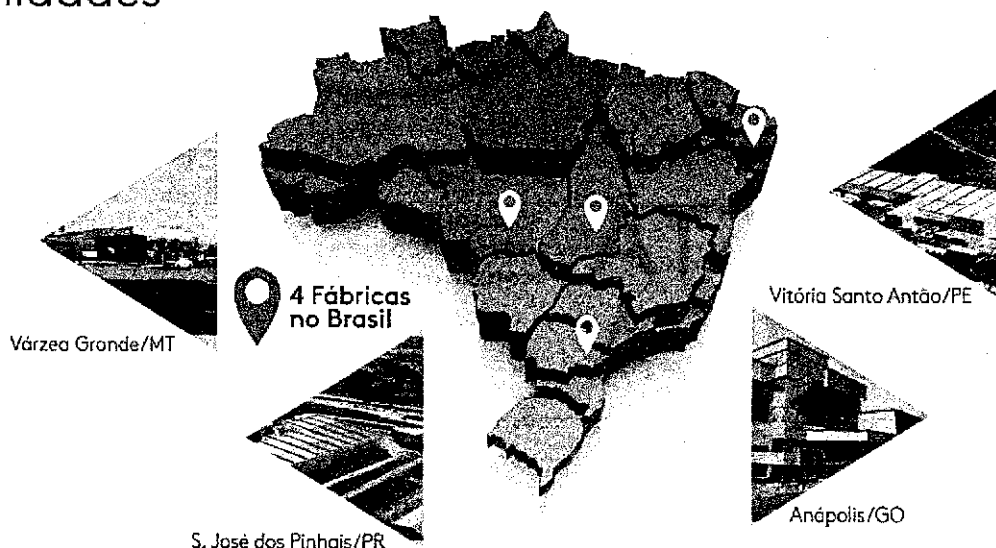 4 Fábricas
no Brasil
Várzea Grande/MT
Vitória Santo Antão/PE
S. José dos Pinhais/PR
Anápolis/GO